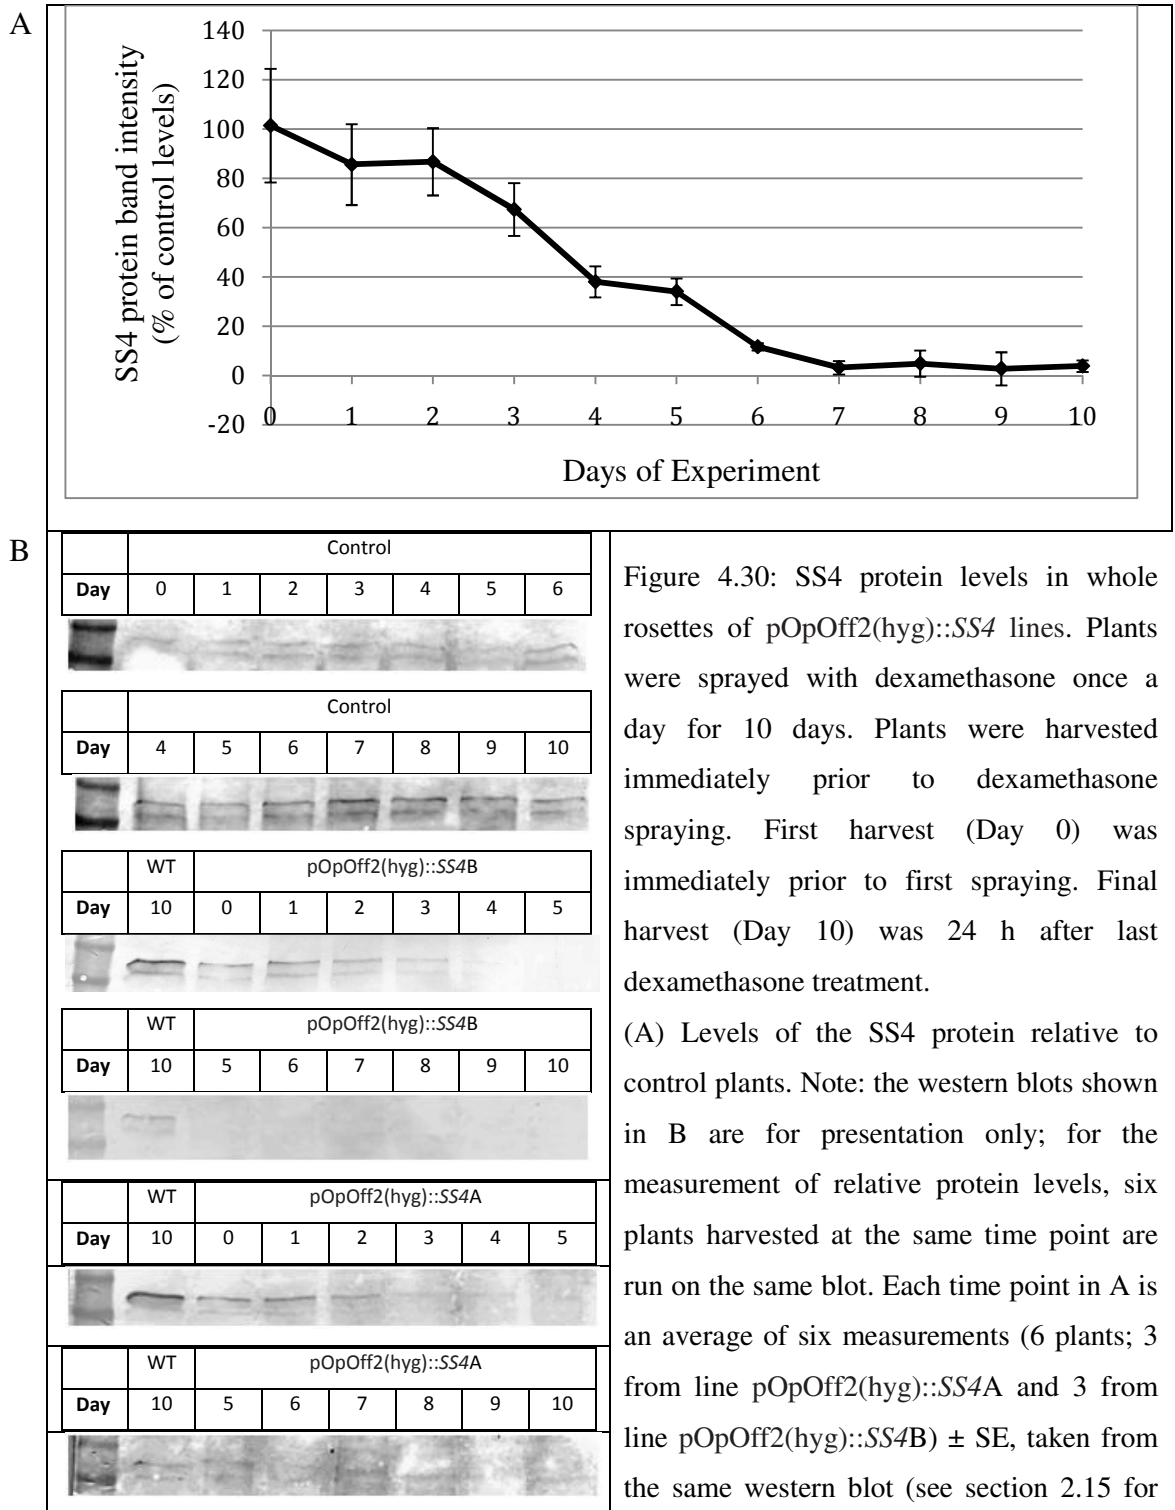 A
140
120
100
80
60
40
20
0
-20
SS4 protein band intensity
(% of control levels)
0 1 2 3 4 5 6 7 8 9 10
Days of Experiment
B
Control
Day 0 1 2 3 4 5 6
Control
Day 4 5 6 7 8 9 10
WT pOpOff2(hyg)::SS4B
Day 10 0 1 2 3 4 5
WT pOpOff2(hyg)::SS4B
Day 10 5 6 7 8 9 10
WT pOpOff2(hyg)::SS4A
Day 10 0 1 2 3 4 5
WT pOpOff2(hyg)::SS4A
Day 10 5 6 7 8 9 10
Figure 4.30: SS4 protein levels in whole
rosettes of pOpOff2(hyg)::SS4 lines. Plants
were sprayed with dexamethasone once a
day for 10 days. Plants were harvested
immediately prior to dexamethasone
spraying. First harvest (Day 0) was
immediately prior to first spraying. Final
harvest (Day 10) was 24 h after last
dexamethasone treatment.
(A) Levels of the SS4 protein relative to
control plants. Note: the western blots shown
in B are for presentation only; for the
measurement of relative protein levels, six
plants harvested at the same time point are
run on the same blot. Each time point in A is
an average of six measurements (6 plants; 3
from line pOpOff2(hyg)::SS4A and 3 from
line pOpOff2(hyg)::SS4B) ± SE, taken from
the same western blot (see section 2.15 for